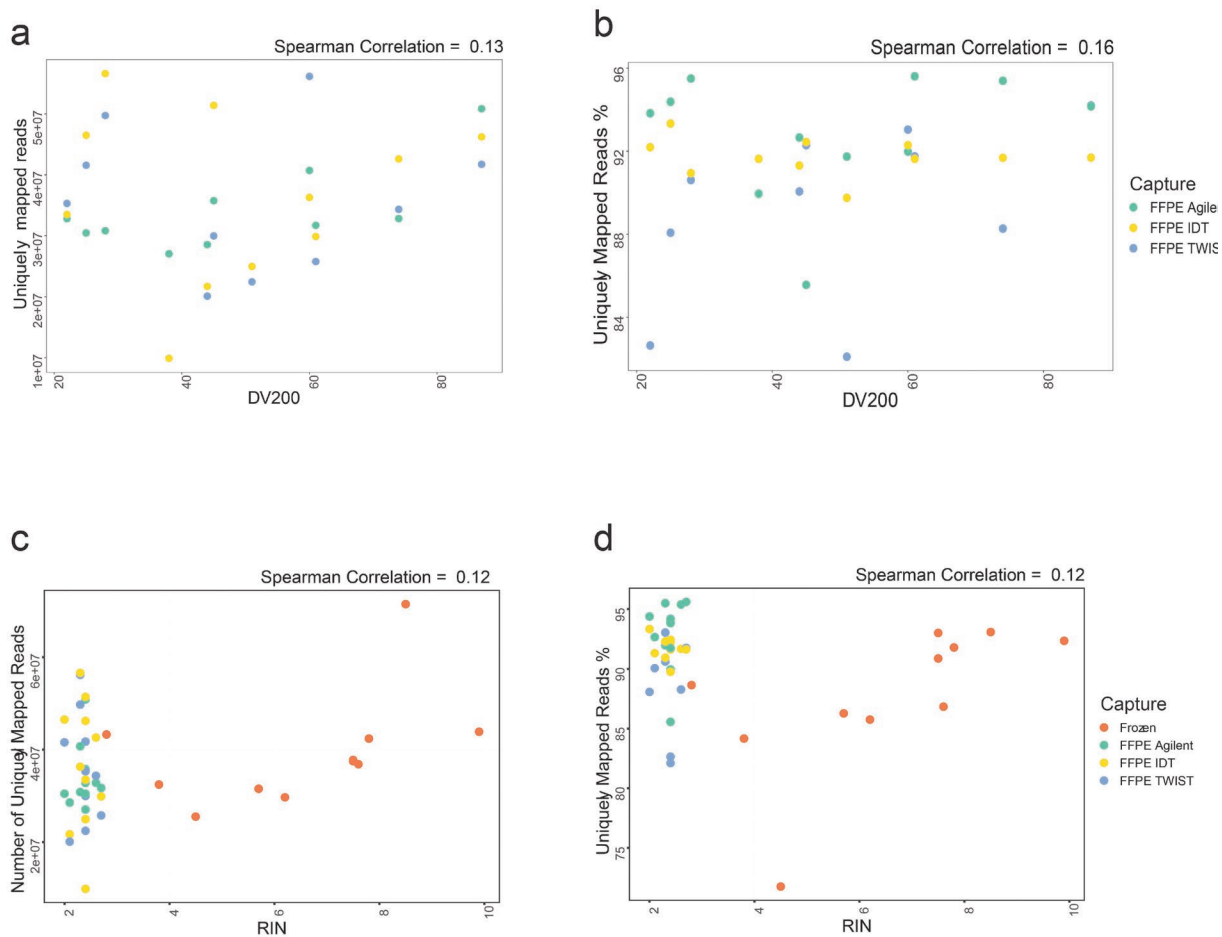 a
Spearman Correlation = 0.13
Uniquely mapped reads
1e+07 2e+07 3e+07 4e+07 5e+07
20 40 60 80
DV200
b
Spearman Correlation = 0.16
Uniquely Mapped Reads %
84 88 92 96
20 40 60 80
DV200
Capture
FFPE Agile
FFPE IDT
FFPE TWIS
c
Spearman Correlation = 0.12
Number of Uniquely Mapped Reads
2e+07 4e+07 6e+07
2 4 6 8 10
RIN
d
Spearman Correlation = 0.12
Uniquely Mapped Reads %
75 80 85 90 95
2 4 6 8 10
RIN
Capture
Frozen
FFPE Agilent
FFPE IDT
FFPE TWIST